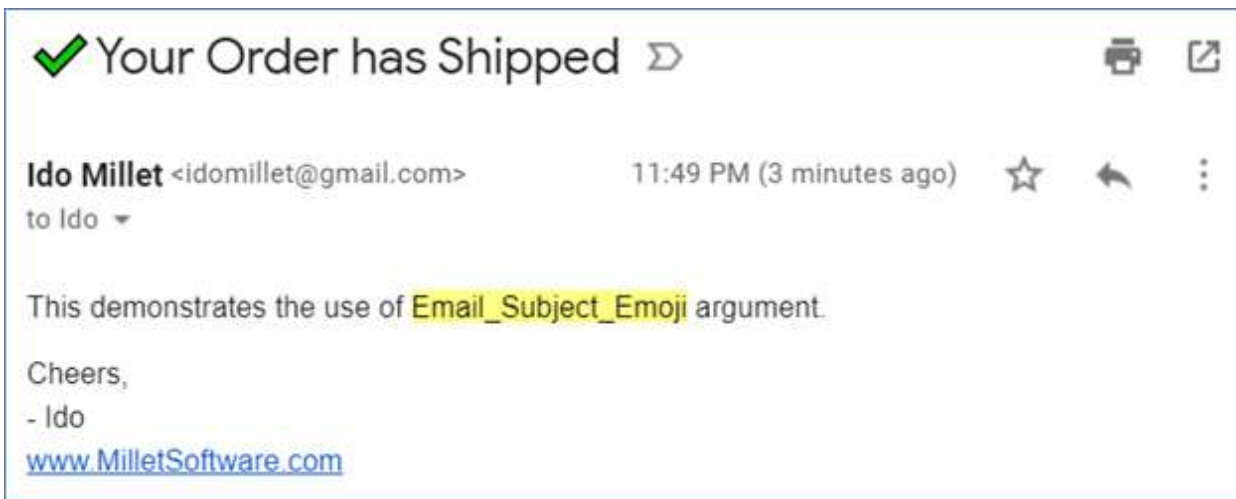 ✔Your Order has Shipped
Ido Millet <idomillet@gmail.com> 11:49 PM (3 minutes ago)
to Ido
This demonstrates the use of Email_Subject_Emoji argument.
Cheers,
- Ido
www.MilletSoftware.com